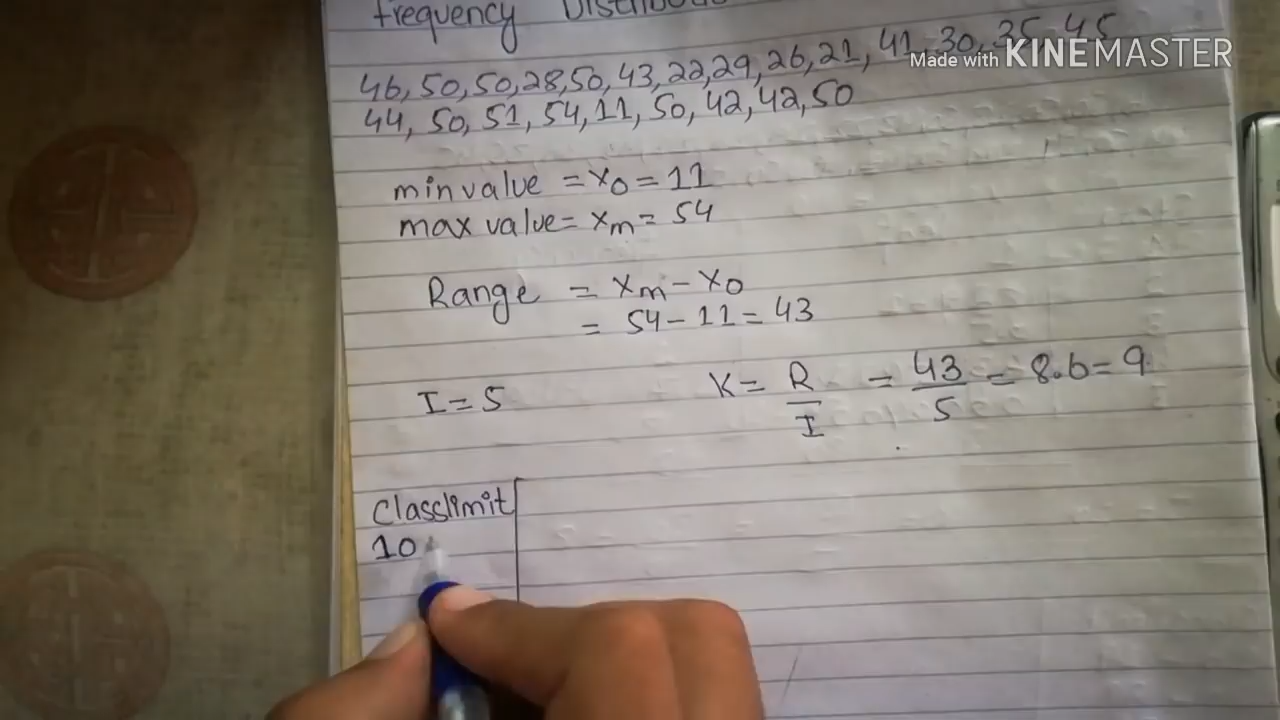 frequency
46, 50, 50, 28, 50, 43, 22, 29, 26, 21, 41, 30, 35, 45
Made with KINEMASTER
44, 50, 51, 54, 11, 50, 42, 42, 50
min value = x0 = 11
max value = xm = 54
Range = xm - x0
= 54 - 11 = 43
I = 5
K = R/I = 43/5 = 8.6 = 9
Classlimit
10